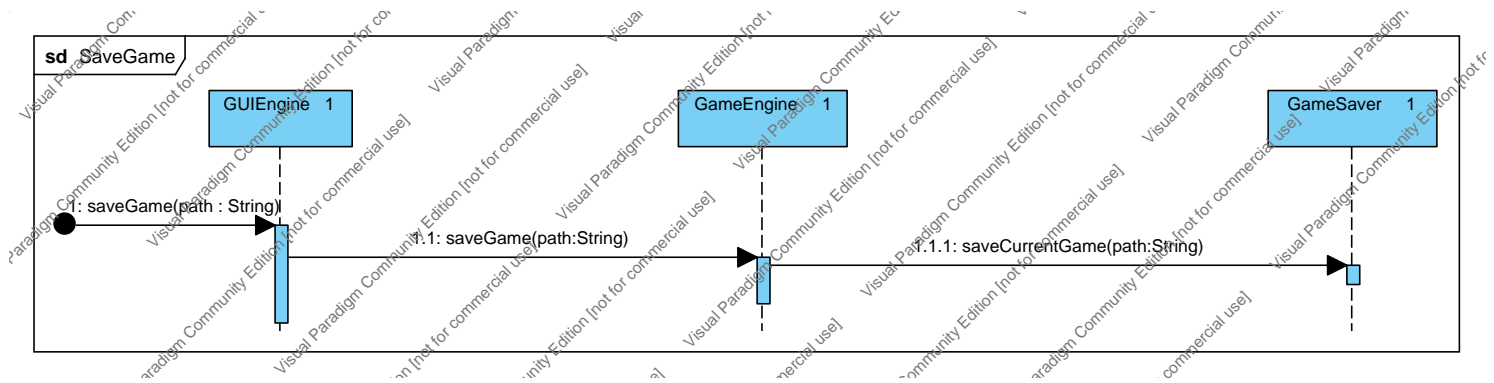 sd SaveGame
GUIEngine 1
GameEngine 1
GameSaver 1
1: saveGame(path : String)
1.1: saveGame(path:String)
1.1.1: saveCurrentGame(path:String)
Visual Paradigm Community Edition [not for commercial use]